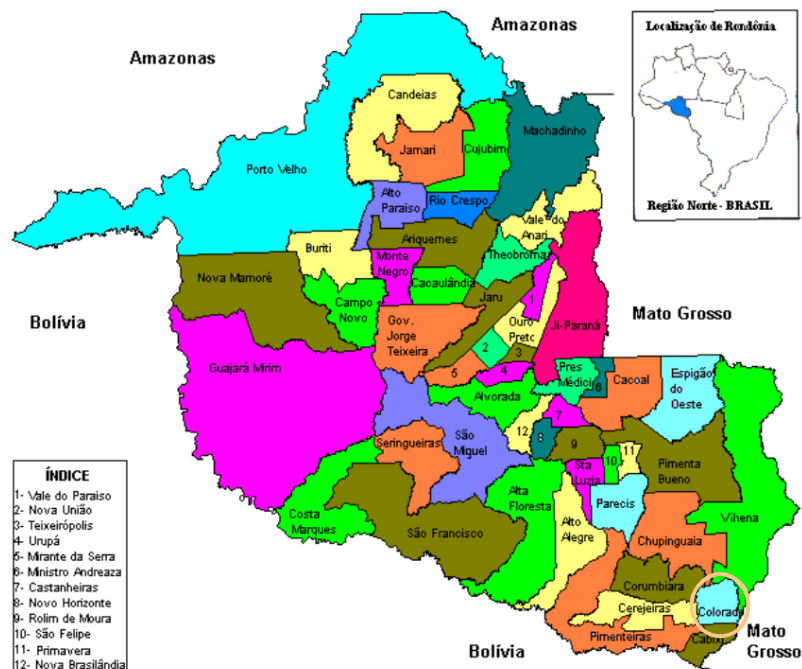 Amazonas
Amazonas
Localização de Rondônia
Região Norte - BRASIL
Candeias
Machadinho
Jamari
Cujubim
Porto Velho
Alto
Paraiso
Rio Crespo
Vale do
Anari
Ariquemes
Buriti
Monte
Negro
Theobroma
Nova Mamoré
Cacaulândia
Jaru
1
Campo
Novo
Bolívia
Gov.
Jorge
Teixeira
Ouro
Preto
Ji-Paraná
Mato Grosso
2
3
Guajará Mirim
5
4
Pres
Médici
6
Cacoal
Espigão
do
Oeste
Alvorada
7
12
8
9
Seringueiras
São
Miguel
Sta
Luzia
10
11
Pimenta
Bueno
Costa
Marques
Alta
Floresta
Parecis
Vihena
São Francisco
Alto
Alegre
Chupinguaia
Corumbiara
Cerejeiras
Colorado
Pimenteiras
Cabixi
Mato
Grosso
Bolívia
ÍNDICE
1- Vale do Paraiso
2- Nova União
3- Teixeirópolis
4- Urupá
5- Mirante da Serra
6- Ministro Andreaza
7- Castanheiras
8- Novo Horizonte
9- Rolim de Moura
10- São Felipe
11- Primavera
12- Nova Brasilândia